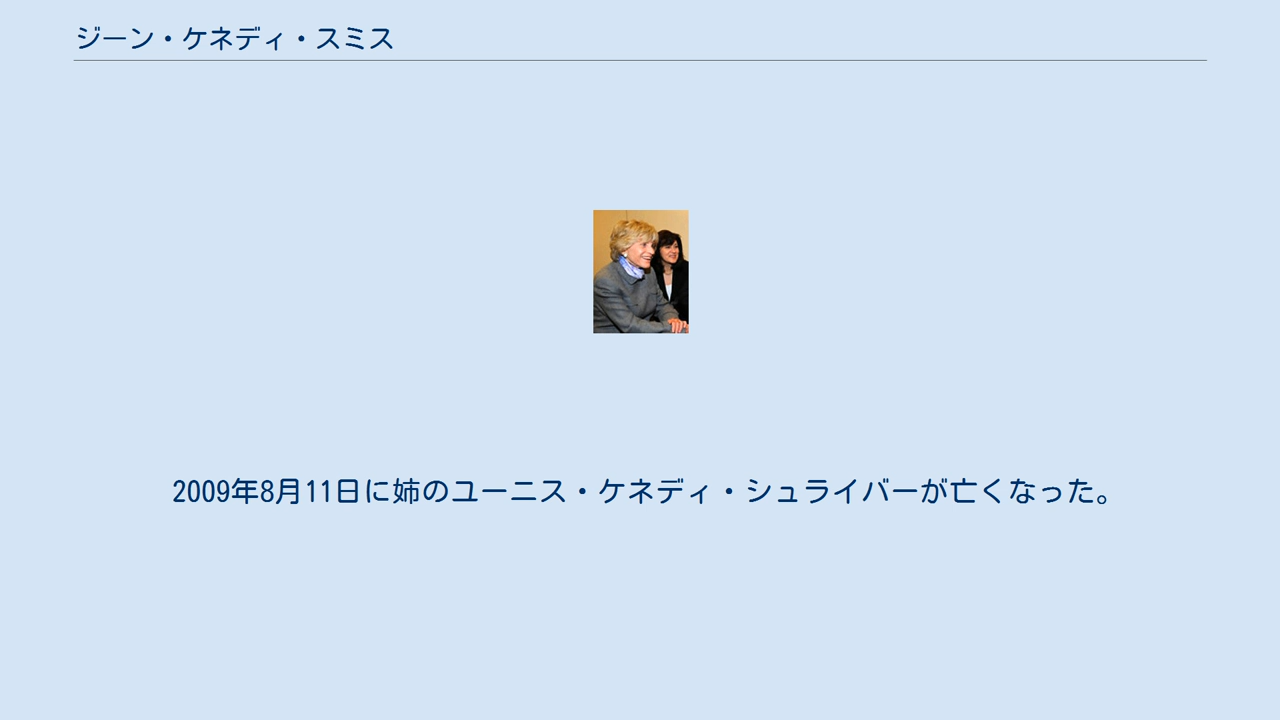 ジーン・ケネディ・スミス
2009年8月11日に姉のユーニス・ケネディ・シュライバーが亡くなった。